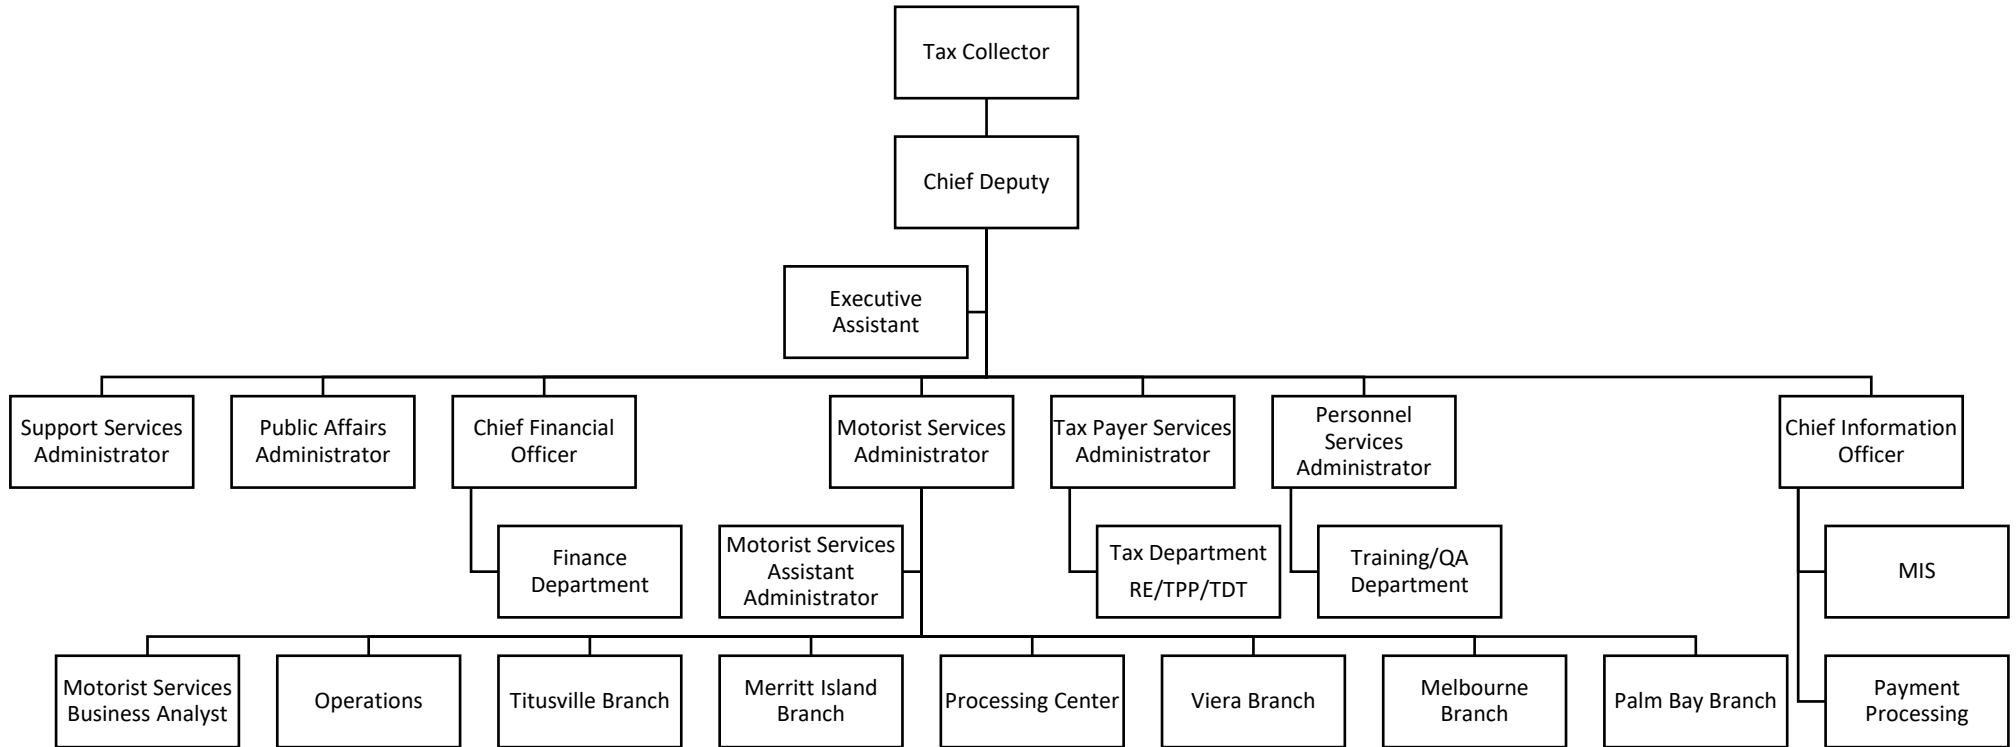 Tax Collector
Chief Deputy
Executive
Assistant
Support Services
Administrator
Public Affairs
Administrator
Chief Financial
Officer
Motorist Services
Administrator
Tax Payer Services
Administrator
Personnel
Services
Administrator
Chief Information
Officer
Finance
Department
Motorist Services
Assistant
Administrator
Tax Department
RE/TPP/TDT
Training/QA
Department
MIS
Motorist Services
Business Analyst
Operations
Titusville Branch
Merritt Island
Branch
Processing Center
Viera Branch
Melbourne
Branch
Palm Bay Branch
Payment
Processing